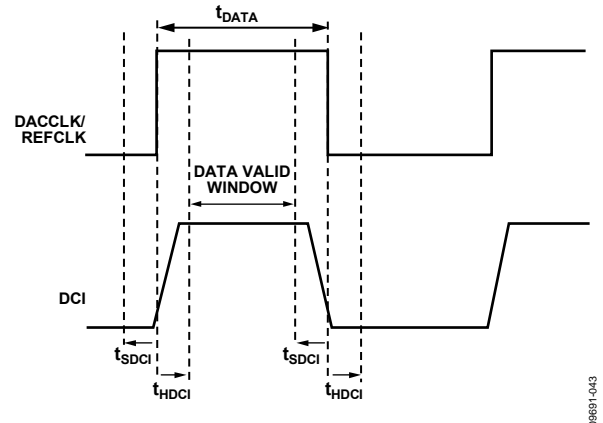 tDATA
DACCLK/
REFCLK
DATA VALID
WINDOW
DCI
tSDCI
tHDCI
tSDCI
tHDCI
09691-043